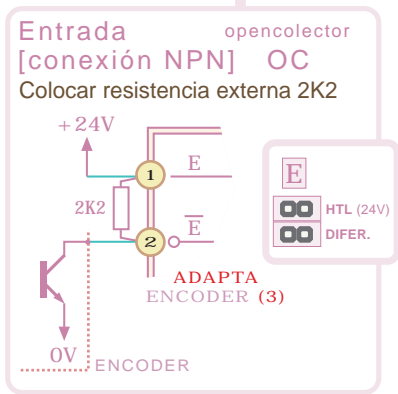 Entrada opencolector
[conexión NPN] OC
Colocar resistencia externa 2K2
+24V
1 E
E
2K2
HTL (24V)
2 E
DIFER.
ADAPTA
ENCODER (3)
0V
ENCODER